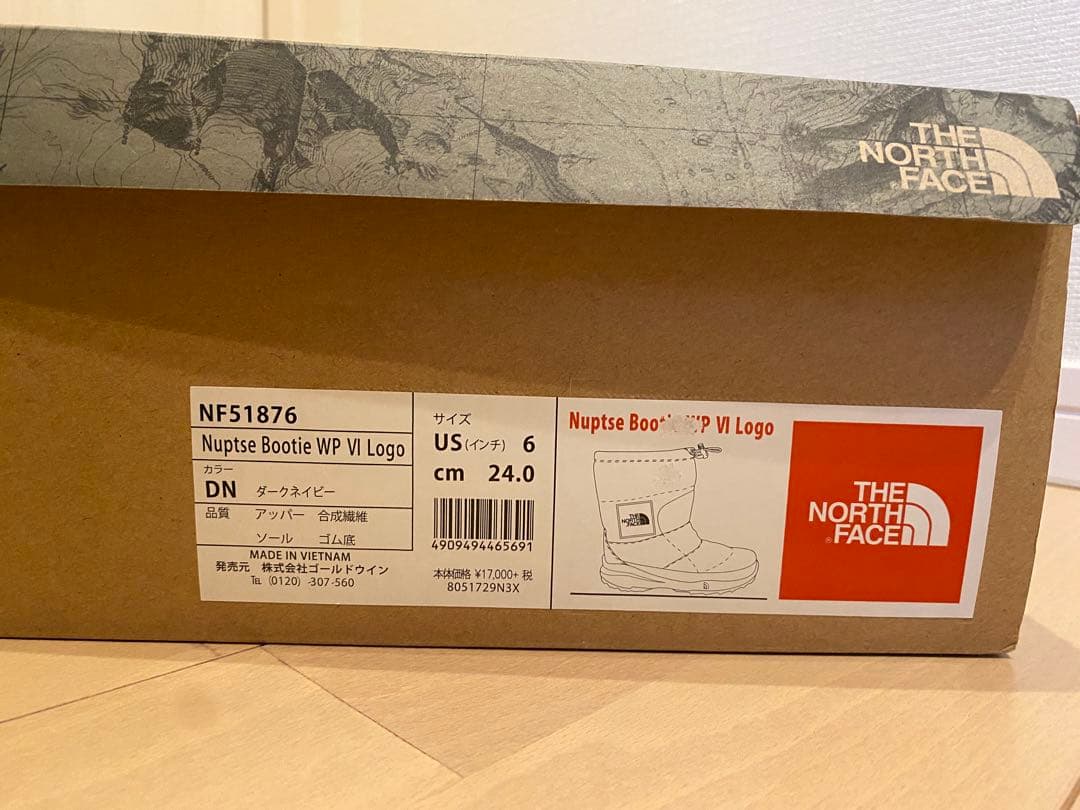 THE
NORTH
FACE
NF51876
Nuptse Bootie WP VI Logo
カラー
DN ダークネイビー
品質 アッパー 合成繊維
ソール ゴム底
MADE IN VIETNAM
発売元 株式会社ゴールドウイン
TEL (0120) -307-560
サイズ
US(インチ) 6
cm 24.0
4909494465691
本体価格 ¥17,000+ 税
8051729N3X
Nuptse VI Logo
THE
NORTH
FACE
THE
NORTH
FACE